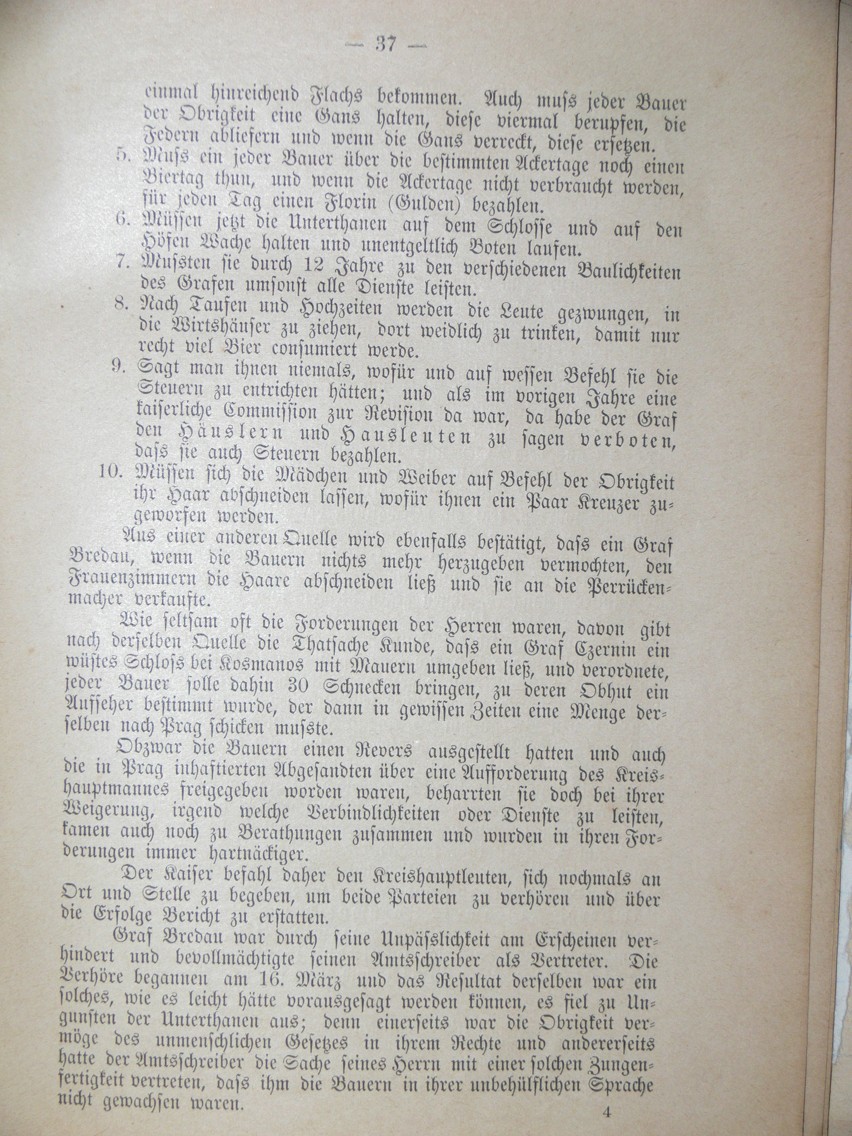 — 37 —
einmal hinreichend Flachs bekommen. Auch muss jeder Bauer
der Obrigkeit eine Gans halten, diese viermal berupfen, die
Federn abliefern und wenn die Gans verreckt, diese ersetzen.
5. Muss ein jeder Bauer über die bestimmten Ackertage noch einen
Biertag thun, und wenn die Ackertage nicht verbraucht werden,
für jeden Tag einen Florin (Gulden) bezahlen.
6. Müssen jetzt die Unterthanen auf dem Schlosse und auf den
Höfen Wache halten und unentgeltlich Boten laufen.
7. Mussten sie durch 12 Jahre zu den verschiedenen Baulichkeiten
des Grafen umsonst alle Dienste leisten.
8. Nach Taufen und Hochzeiten werden die Leute gezwungen, in
die Wirtshäuser zu ziehen, dort weidlich zu trinken, damit nur
recht viel Bier consumiert werde.
9. Sagt man ihnen niemals, wofür und auf wessen Befehl sie die
Steuern zu entrichten hätten; und als im vorigen Jahre eine
kaiserliche Commission zur Revision da war, da habe der Graf
den Häuslern und Hausleuten zu sagen verboten,
dass sie auch Steuern bezahlen.
10. Müssen sich die Mädchen und Weiber auf Befehl der Obrigkeit
ihr Haar abschneiden lassen, wofür ihnen ein Paar Kreuzer zu-
geworfen werden.
Aus einer anderen Quelle wird ebenfalls bestätigt, dass ein Graf
Bredau, wenn die Bauern nichts mehr herzugeben vermochten, den
Frauenzimmern die Haare abschneiden ließ und sie an die Perrücken-
macher verkaufte.
Wie seltsam oft die Forderungen der Herren waren, davon gibt
nach derselben Quelle die Thatsache Kunde, dass ein Graf Czernin ein
wüstes Schloss bei Kosmanos mit Mauern umgeben ließ, und verordnete,
jeder Bauer solle dahin 30 Schnecken bringen, zu deren Obhut ein
Aufseher bestimmt wurde, der dann in gewissen Zeiten eine Menge der-
selben nach Prag schicken musste.
Obzwar die Bauern einen Revers ausgestellt hatten und auch
die in Prag inhaftierten Abgesandten über eine Aufforderung des Kreis-
hauptmannes freigegeben worden waren, beharrten sie doch bei ihrer
Weigerung, irgend welche Verbindlichkeiten oder Dienste zu leisten,
kamen auch noch zu Berathungen zusammen und wurden in ihren For-
derungen immer hartnäckiger.
Der Kaiser befahl daher den Kreishauptleuten, sich nochmals an
Ort und Stelle zu begeben, um beide Parteien zu verhören und über
die Erfolge Bericht zu erstatten.
Graf Bredau war durch seine Unpässlichkeit am Erscheinen ver-
hindert und bevollmächtigte seinen Amtsschreiber als Vertreter. Die
Verhöre begannen am 16. März und das Resultat derselben war ein
solches, wie es leicht hätte vorausgesagt werden können, es fiel zu Un-
gunsten der Unterthanen aus; denn einerseits war die Obrigkeit ver-
möge des unmenschlichen Gesetzes in ihrem Rechte und andererseits
hatte der Amtsschreiber die Sache seines Herrn mit einer solchen Zungen-
fertigkeit vertreten, dass ihm die Bauern in ihrer unbehülflichen Sprache
nicht gewachsen waren.
4